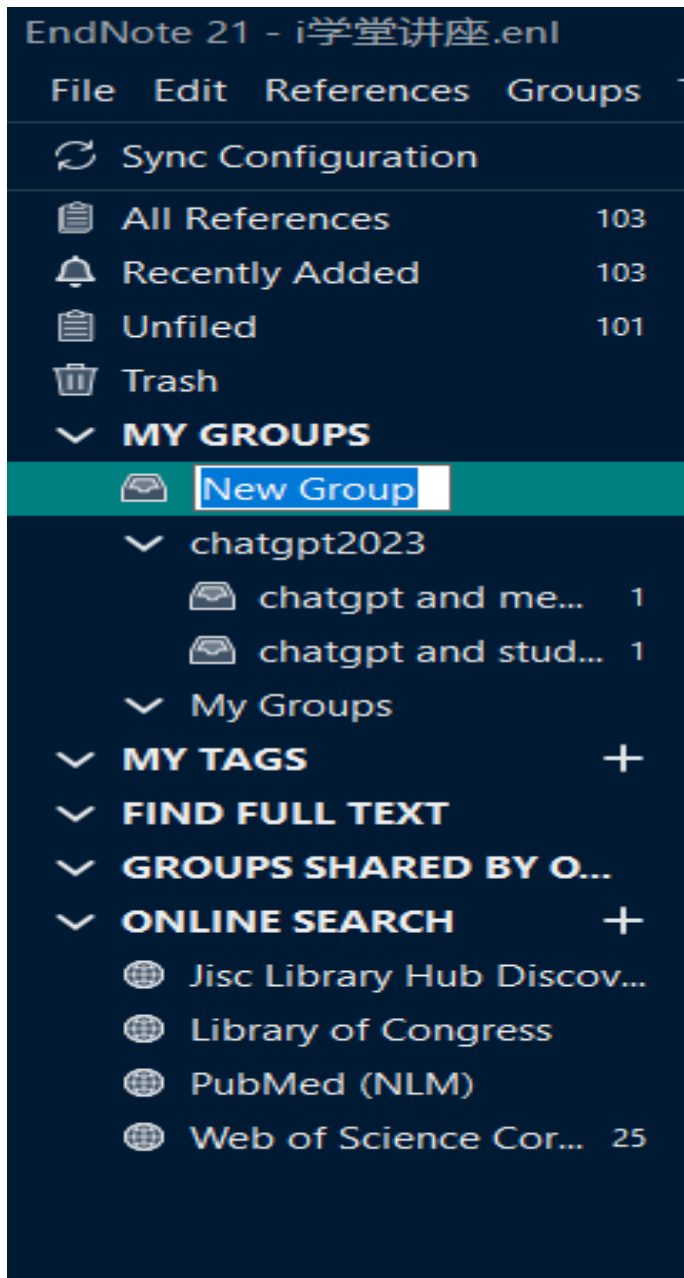 EndNote 21 - i学堂讲座.enl
File Edit References Groups
Sync Configuration
All References 103
Recently Added 103
Unfiled 101
Trash
MY GROUPS
New Group
chatgpt2023
chatgpt and me... 1
chatgpt and stud... 1
My Groups
MY TAGS +
FIND FULL TEXT
GROUPS SHARED BY O...
ONLINE SEARCH +
Jisc Library Hub Discov...
Library of Congress
PubMed (NLM)
Web of Science Cor... 25